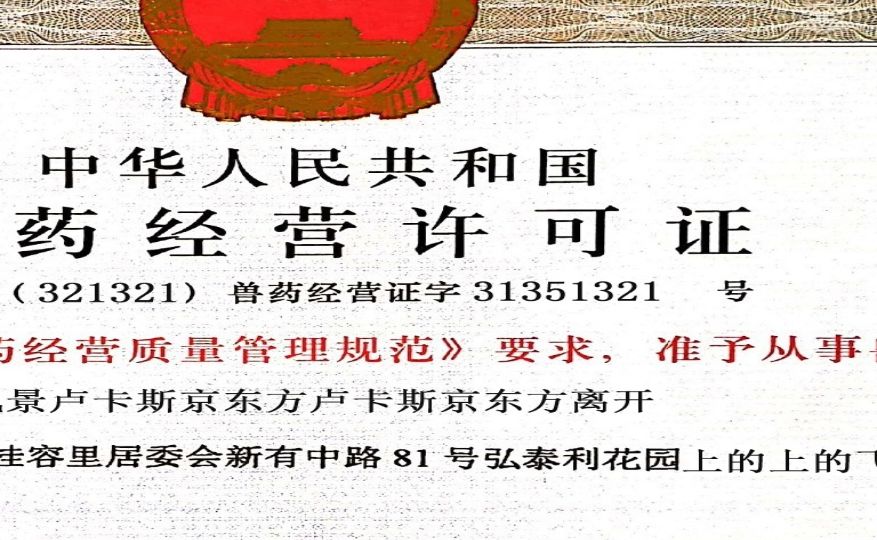 中华人民共和国
药经营许可证
（321321） 兽药经营证字 31351321 号
经营质量管理规范》要求，准予从事
景卢卡斯京东方卢卡斯京东方离开
容里居委会新有中路 81 号弘泰利花园上的上的